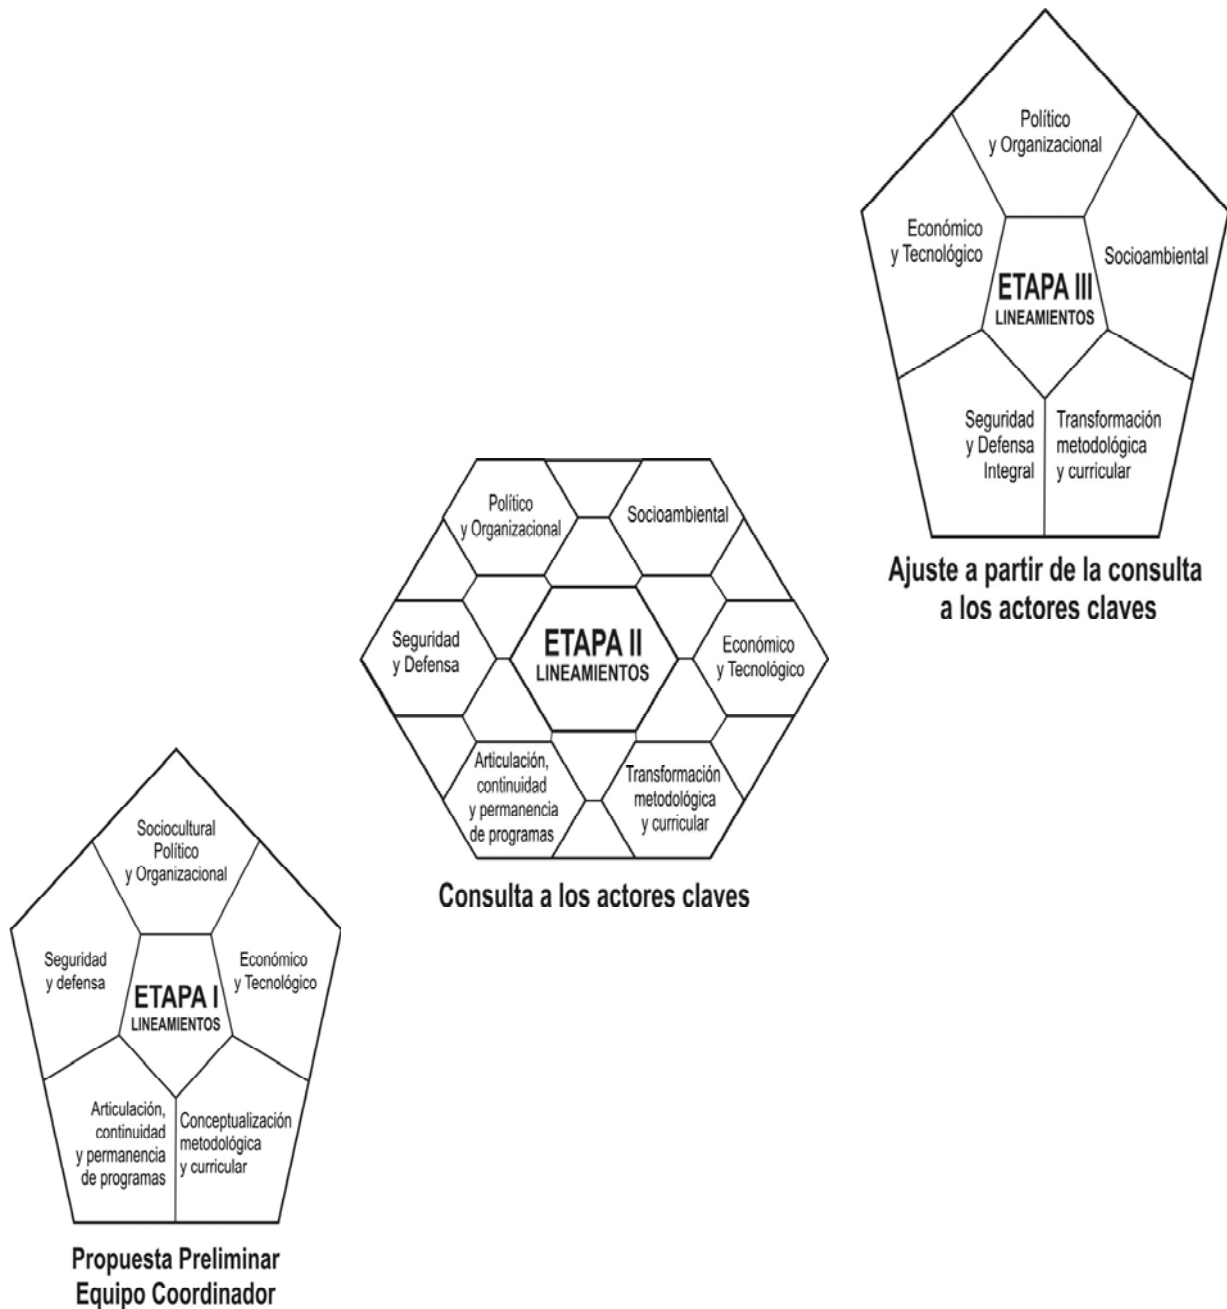 Político
y Organizacional
Económico
y Tecnológico
Socioambiental
ETAPA III
LINEAMIENTOS
Seguridad
y Defensa
Integral
Transformación
metodológica
y curricular
Ajuste a partir de la consulta
a los actores claves
Político
y Organizacional
Socioambiental
Seguridad
y Defensa
ETAPA II
LINEAMIENTOS
Económico
y Tecnológico
Articulación,
continuidad
y permanencia
de programas
Transformación
metodológica
y curricular
Consulta a los actores claves
Sociocultural
Político
y Organizacional
Seguridad
y defensa
Económico
y Tecnológico
ETAPA I
LINEAMIENTOS
Articulación,
continuidad
y permanencia
de programas
Conceptualización
metodológica
y curricular
Propuesta Preliminar
Equipo Coordinador